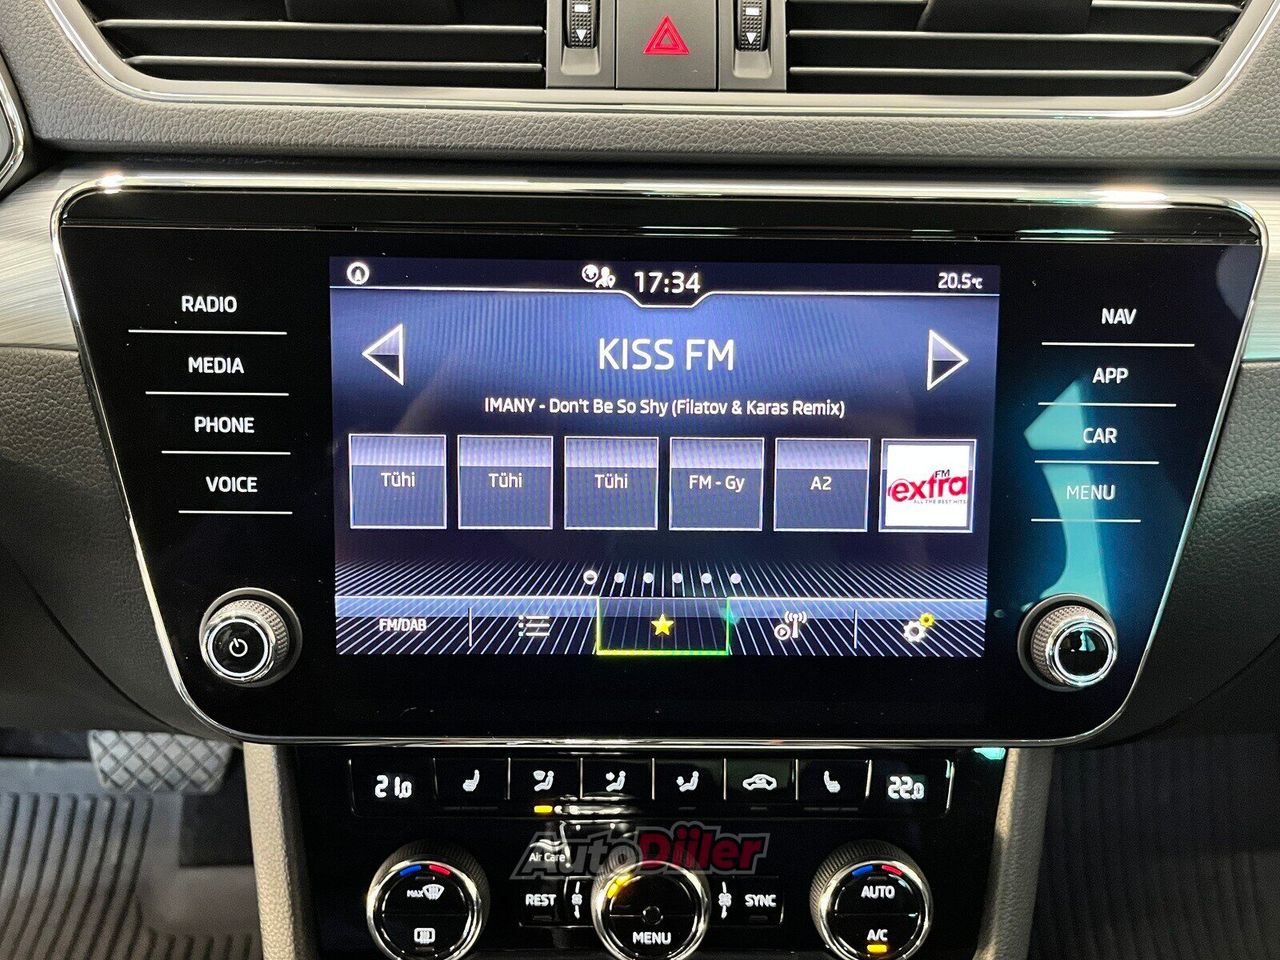 17:34
20.5°C
RADIO
MEDIA
PHONE
VOICE
KISS FM
IMANY - Don't Be So Shy (Filatov & Karas Remix)
Tühi
Tühi
Tühi
FM - Gy
A2
FM
extra
ALL THE BEST HITS
FM/DAB
NAV
APP
CAR
MENU
21.0
22.0
AutoDiiler
Air Care
MAX
REST
MENU
SYNC
AUTO
A/C